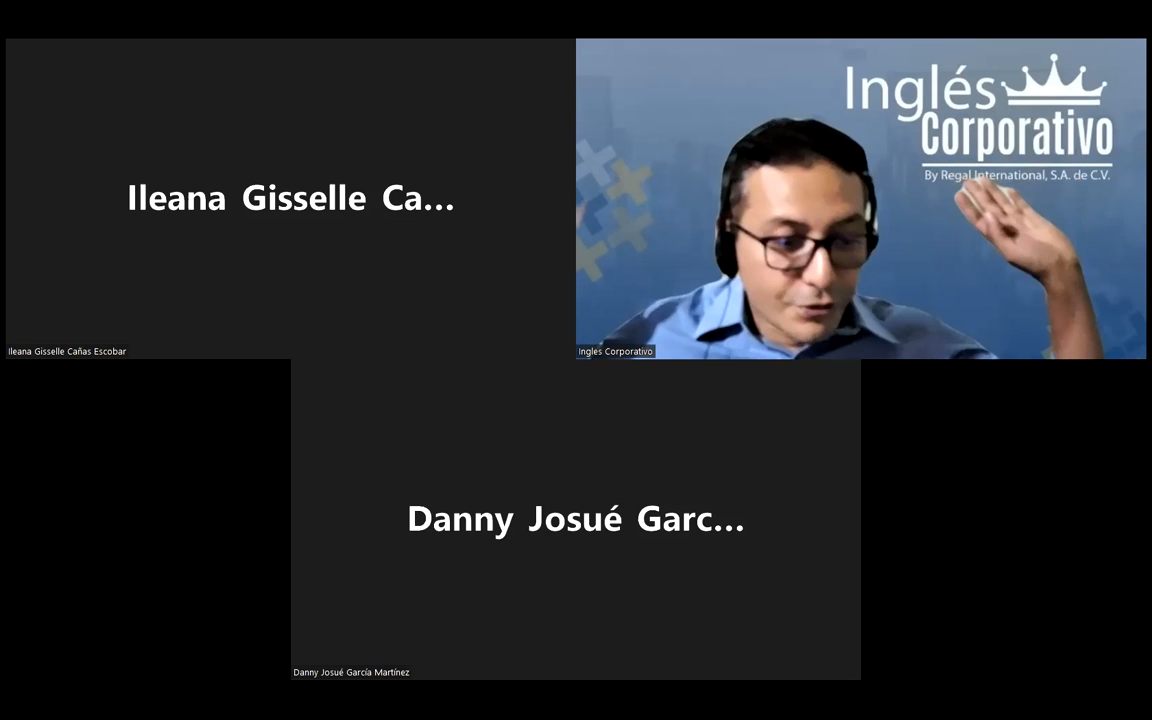 Ileana Gisselle Ca...
Ileana Gisselle Cañas Escobar
Inglés
Corporativo
By Regal International, S.A. de C.V.
Ingles Corporativo
Danny Josué Garc...
Danny Josué García Martínez